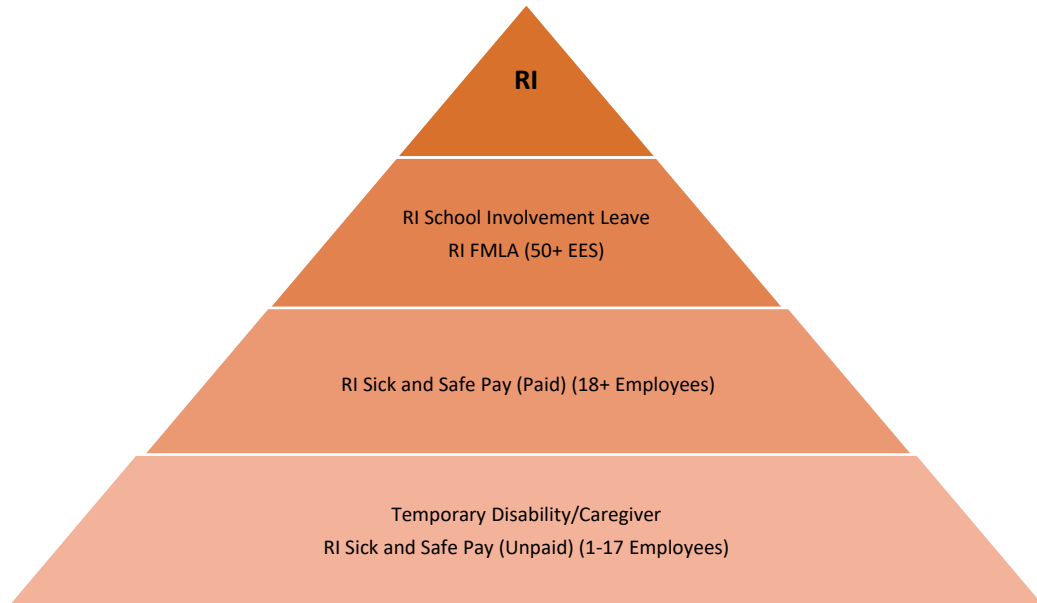 RI
RI School Involvement Leave
RI FMLA (50+ EES)
RI Sick and Safe Pay (Paid) (18+ Employees)
Temporary Disability/Caregiver
RI Sick and Safe Pay (Unpaid) (1-17 Employees)